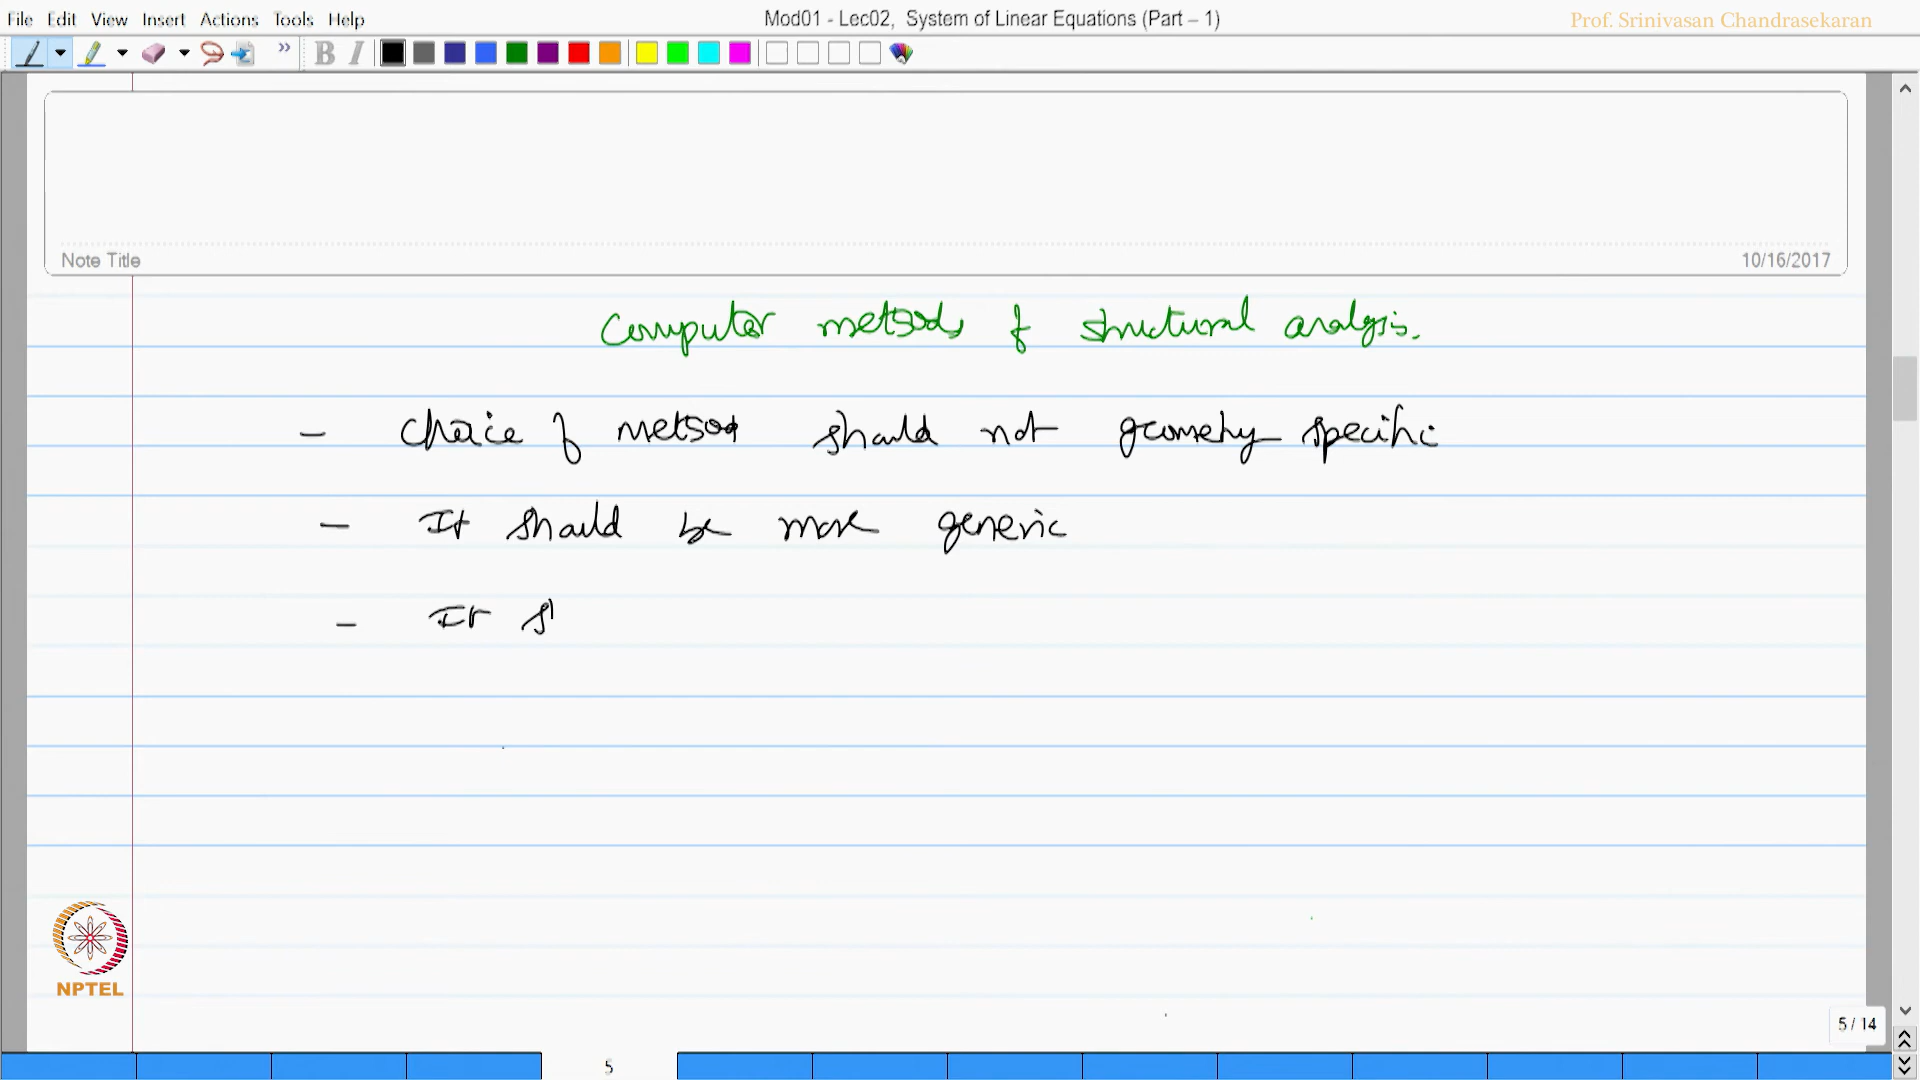 File Edit View Insert Actions Tools Help
Mod01 - Lec02, System of Linear Equations (Part – 1)
Prof. Srinivasan Chandrasekaran
B I
Note Title
10/16/2017
Computer methods of structural analysis.
- choice of method should not geometry specific
- It should be more generic
- It s
NPTEL
5 / 14
5